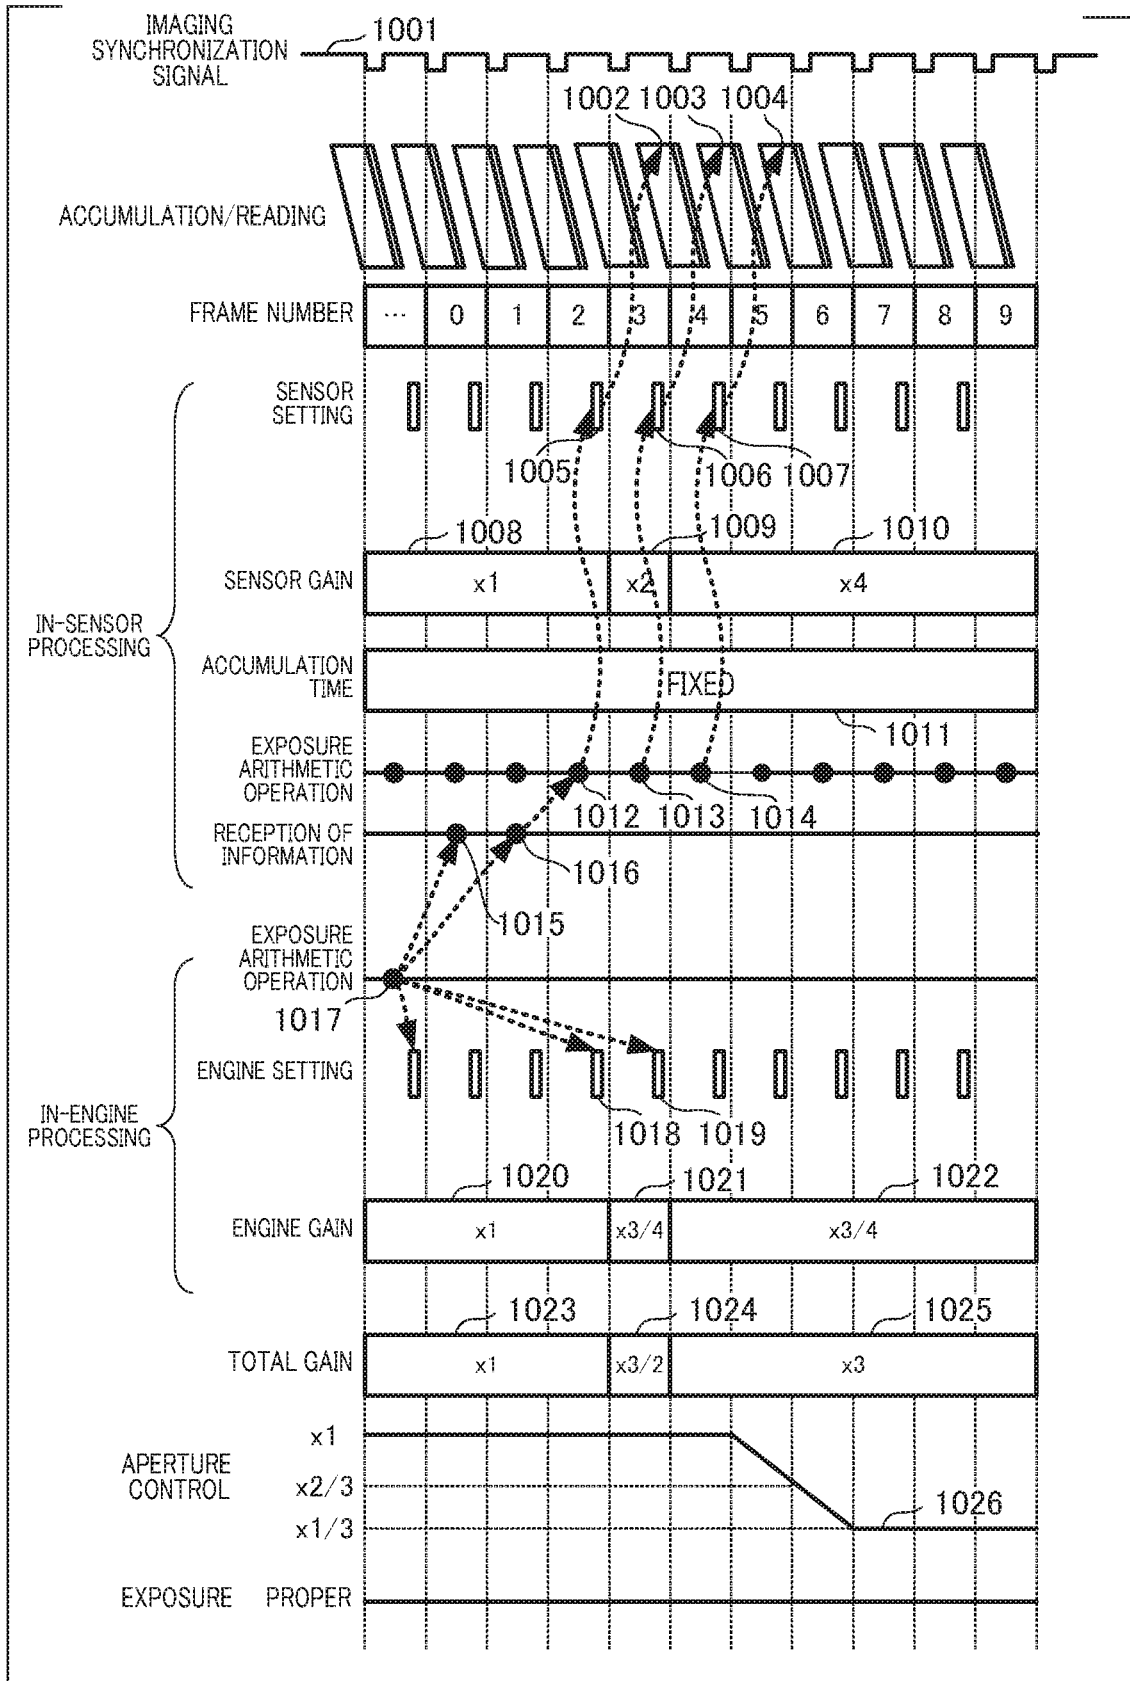 IMAGING
SYNCHRONIZATION
SIGNAL
1001
1002 1003 1004
ACCUMULATION/READING
FRAME NUMBER
... 0 1 2 3 4 5 6 7 8 9
SENSOR
SETTING
1005 1006 1007
1008 1009 1010
SENSOR GAIN x1 x2 x4
IN-SENSOR
PROCESSING
ACCUMULATION
TIME
FIXED
1011
EXPOSURE
ARITHMETIC
OPERATION
1012 1013 1014
RECEPTION OF
INFORMATION
1016
1015
EXPOSURE
ARITHMETIC
OPERATION
1017
ENGINE SETTING
IN-ENGINE
PROCESSING
1018 1019
1020 1021 1022
ENGINE GAIN x1 x3/4 x3/4
1023 1024 1025
TOTAL GAIN x1 x3/2 x3
APERTURE
CONTROL
x1
x2/3
x1/3
1026
EXPOSURE PROPER